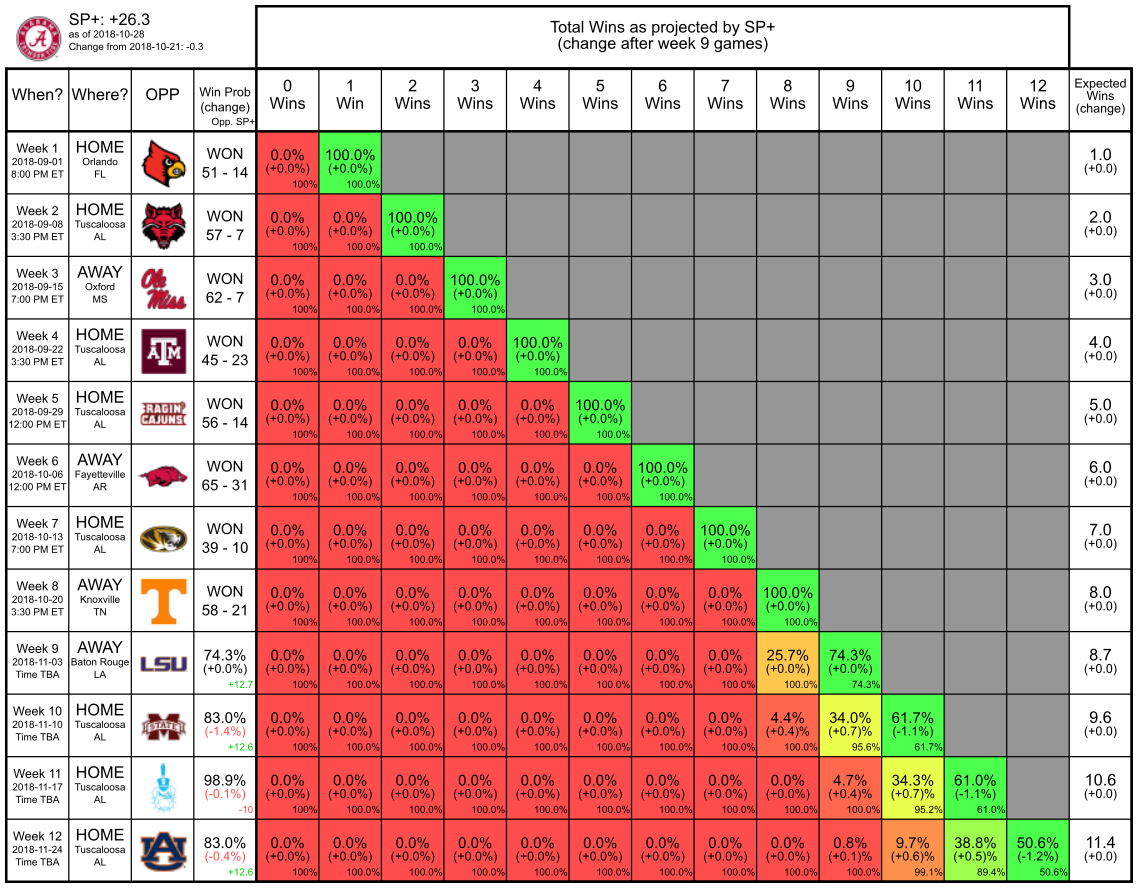 SP+: +26.3
as of 2018-10-28
Change from 2018-10-21: -0.3
Total Wins as projected by SP+
(change after week 9 games)
When? Where? OPP Win Prob (change) Opp. SP+ 0 Wins 1 Win 2 Wins 3 Wins 4 Wins 5 Wins 6 Wins 7 Wins 8 Wins 9 Wins 10 Wins 11 Wins 12 Wins Expected Wins (change)
Week 1 HOME WON 0.0% 100.0% 1.0
2018-09-01 Orlando 51 - 14 (+0.0%) (+0.0%) (+0.0)
8:00 PM ET FL 100% 100.0%
Week 2 HOME WON 0.0% 0.0% 100.0% 2.0
2018-09-08 Tuscaloosa 57 - 7 (+0.0%) (+0.0%) (+0.0%) (+0.0)
3:30 PM ET AL 100% 100.0% 100.0%
Week 3 AWAY Ole Miss WON 0.0% 0.0% 0.0% 100.0% 3.0
2018-09-15 Oxford 62 - 7 (+0.0%) (+0.0%) (+0.0%) (+0.0%) (+0.0)
7:00 PM ET MS 100% 100.0% 100.0% 100.0%
Week 4 HOME ATM WON 0.0% 0.0% 0.0% 0.0% 100.0% 4.0
2018-09-22 Tuscaloosa 45 - 23 (+0.0%) (+0.0%) (+0.0%) (+0.0%) (+0.0%) (+0.0)
3:30 PM ET AL 100% 100.0% 100.0% 100.0% 100.0%
Week 5 HOME RAGIN' CAJUNS WON 0.0% 0.0% 0.0% 0.0% 0.0% 100.0% 5.0
2018-09-29 Tuscaloosa 56 - 14 (+0.0%) (+0.0%) (+0.0%) (+0.0%) (+0.0%) (+0.0%) (+0.0)
12:00 PM ET AL 100% 100.0% 100.0% 100.0% 100.0% 100.0%
Week 6 AWAY WON 0.0% 0.0% 0.0% 0.0% 0.0% 0.0% 100.0% 6.0
2018-10-06 Fayetteville 65 - 31 (+0.0%) (+0.0%) (+0.0%) (+0.0%) (+0.0%) (+0.0%) (+0.0%) (+0.0)
12:00 PM ET AR 100% 100.0% 100.0% 100.0% 100.0% 100.0% 100.0%
Week 7 HOME WON 0.0% 0.0% 0.0% 0.0% 0.0% 0.0% 0.0% 100.0% 7.0
2018-10-13 Tuscaloosa 39 - 10 (+0.0%) (+0.0%) (+0.0%) (+0.0%) (+0.0%) (+0.0%) (+0.0%) (+0.0%) (+0.0)
7:00 PM ET AL 100% 100.0% 100.0% 100.0% 100.0% 100.0% 100.0% 100.0%
Week 8 AWAY T WON 0.0% 0.0% 0.0% 0.0% 0.0% 0.0% 0.0% 0.0% 100.0% 8.0
2018-10-20 Knoxville 58 - 21 (+0.0%) (+0.0%) (+0.0%) (+0.0%) (+0.0%) (+0.0%) (+0.0%) (+0.0%) (+0.0%) (+0.0)
3:30 PM ET TN 100% 100.0% 100.0% 100.0% 100.0% 100.0% 100.0% 100.0% 100.0%
Week 9 AWAY LSU 74.3% 0.0% 0.0% 0.0% 0.0% 0.0% 0.0% 0.0% 0.0% 25.7% 74.3% 8.7
2018-11-03 Baton Rouge (+0.0%) (+0.0%) (+0.0%) (+0.0%) (+0.0%) (+0.0%) (+0.0%) (+0.0%) (+0.0%) (+0.0%) (+0.0%) (+0.0)
Time TBA LA +12.7 100% 100.0% 100.0% 100.0% 100.0% 100.0% 100.0% 100.0% 100.0% 74.3%
Week 10 HOME STATE 83.0% 0.0% 0.0% 0.0% 0.0% 0.0% 0.0% 0.0% 0.0% 4.4% 34.0% 61.7% 9.6
2018-11-10 Tuscaloosa (-1.4%) (+0.0%) (+0.0%) (+0.0%) (+0.0%) (+0.0%) (+0.0%) (+0.0%) (+0.0%) (+0.4)% (+0.7)% (-1.1%) (+0.0)
Time TBA AL +12.6 100% 100.0% 100.0% 100.0% 100.0% 100.0% 100.0% 100.0% 100.0% 95.6% 61.7%
Week 11 HOME 98.9% 0.0% 0.0% 0.0% 0.0% 0.0% 0.0% 0.0% 0.0% 0.0% 4.7% 34.3% 61.0% 10.6
2018-11-17 Tuscaloosa (-0.1%) (+0.0%) (+0.0%) (+0.0%) (+0.0%) (+0.0%) (+0.0%) (+0.0%) (+0.0%) (+0.0%) (+0.4)% (+0.7)% (-1.1%) (+0.0)
Time TBA AL -10 100% 100.0% 100.0% 100.0% 100.0% 100.0% 100.0% 100.0% 100.0% 100.0% 95.2% 61.0%
Week 12 HOME AU 83.0% 0.0% 0.0% 0.0% 0.0% 0.0% 0.0% 0.0% 0.0% 0.0% 0.8% 9.7% 38.8% 50.6% 11.4
2018-11-24 Tuscaloosa (-0.4%) (+0.0%) (+0.0%) (+0.0%) (+0.0%) (+0.0%) (+0.0%) (+0.0%) (+0.0%) (+0.0%) (+0.1)% (+0.6)% (+0.5)% (-1.2%) (+0.0)
Time TBA AL +12.6 100% 100.0% 100.0% 100.0% 100.0% 100.0% 100.0% 100.0% 100.0% 100.0% 99.1% 89.4% 50.6%